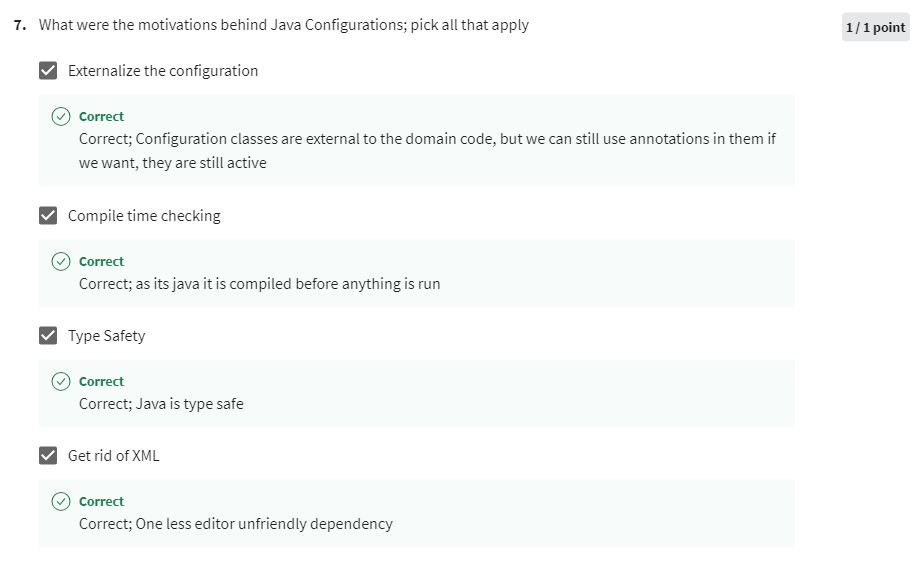 7. What were the motivations behind Java Configurations; pick all that apply
1 / 1 point
Externalize the configuration
Correct
Correct; Configuration classes are external to the domain code, but we can still use annotations in them if
we want, they are still active
Compile time checking
Correct
Correct; as its java it is compiled before anything is run
Type Safety
Correct
Correct; Java is type safe
Get rid of XML
Correct
Correct; One less editor unfriendly dependency